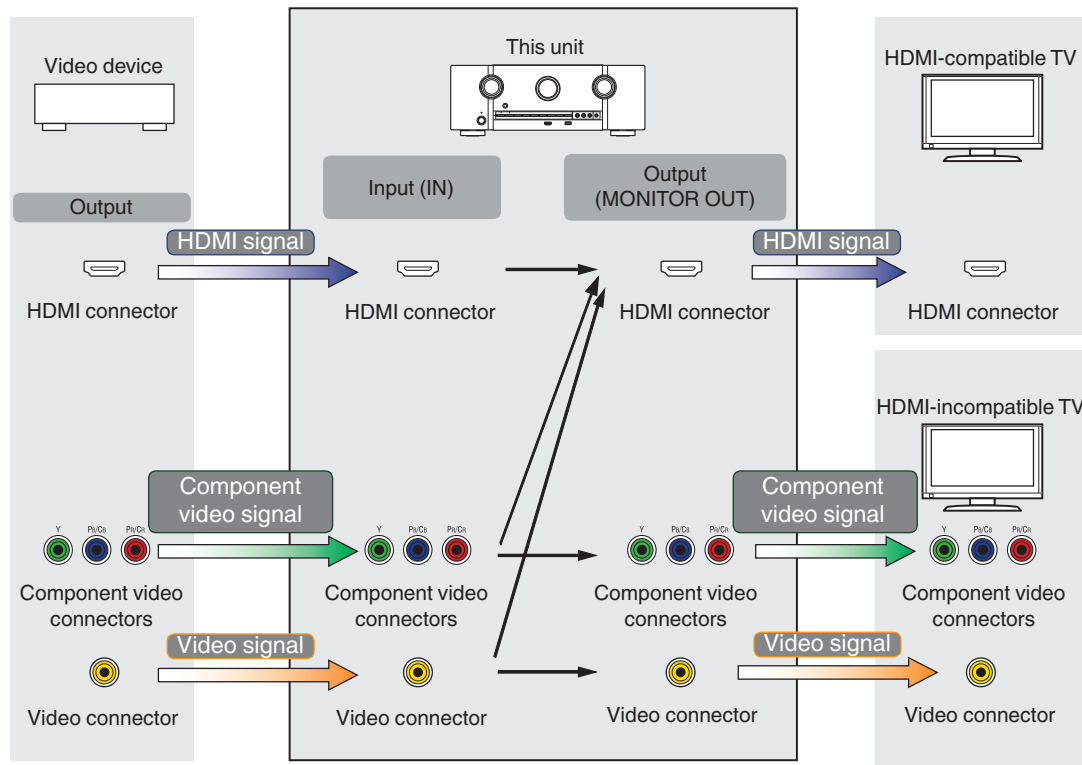 Video device
This unit
HDMI-compatible TV
Output
Input (IN)
Output
(MONITOR OUT)
HDMI signal
HDMI signal
HDMI connector
HDMI connector
HDMI connector
HDMI connector
HDMI-incompatible TV
Component
video signal
Component
video signal
Y PB/CB PR/CR
Y PB/CB PR/CR
Y PB/CB PR/CR
Y PB/CB PR/CR
Component video
connectors
Component video
connectors
Component video
connectors
Component video
connectors
Video signal
Video signal
Video connector
Video connector
Video connector
Video connector